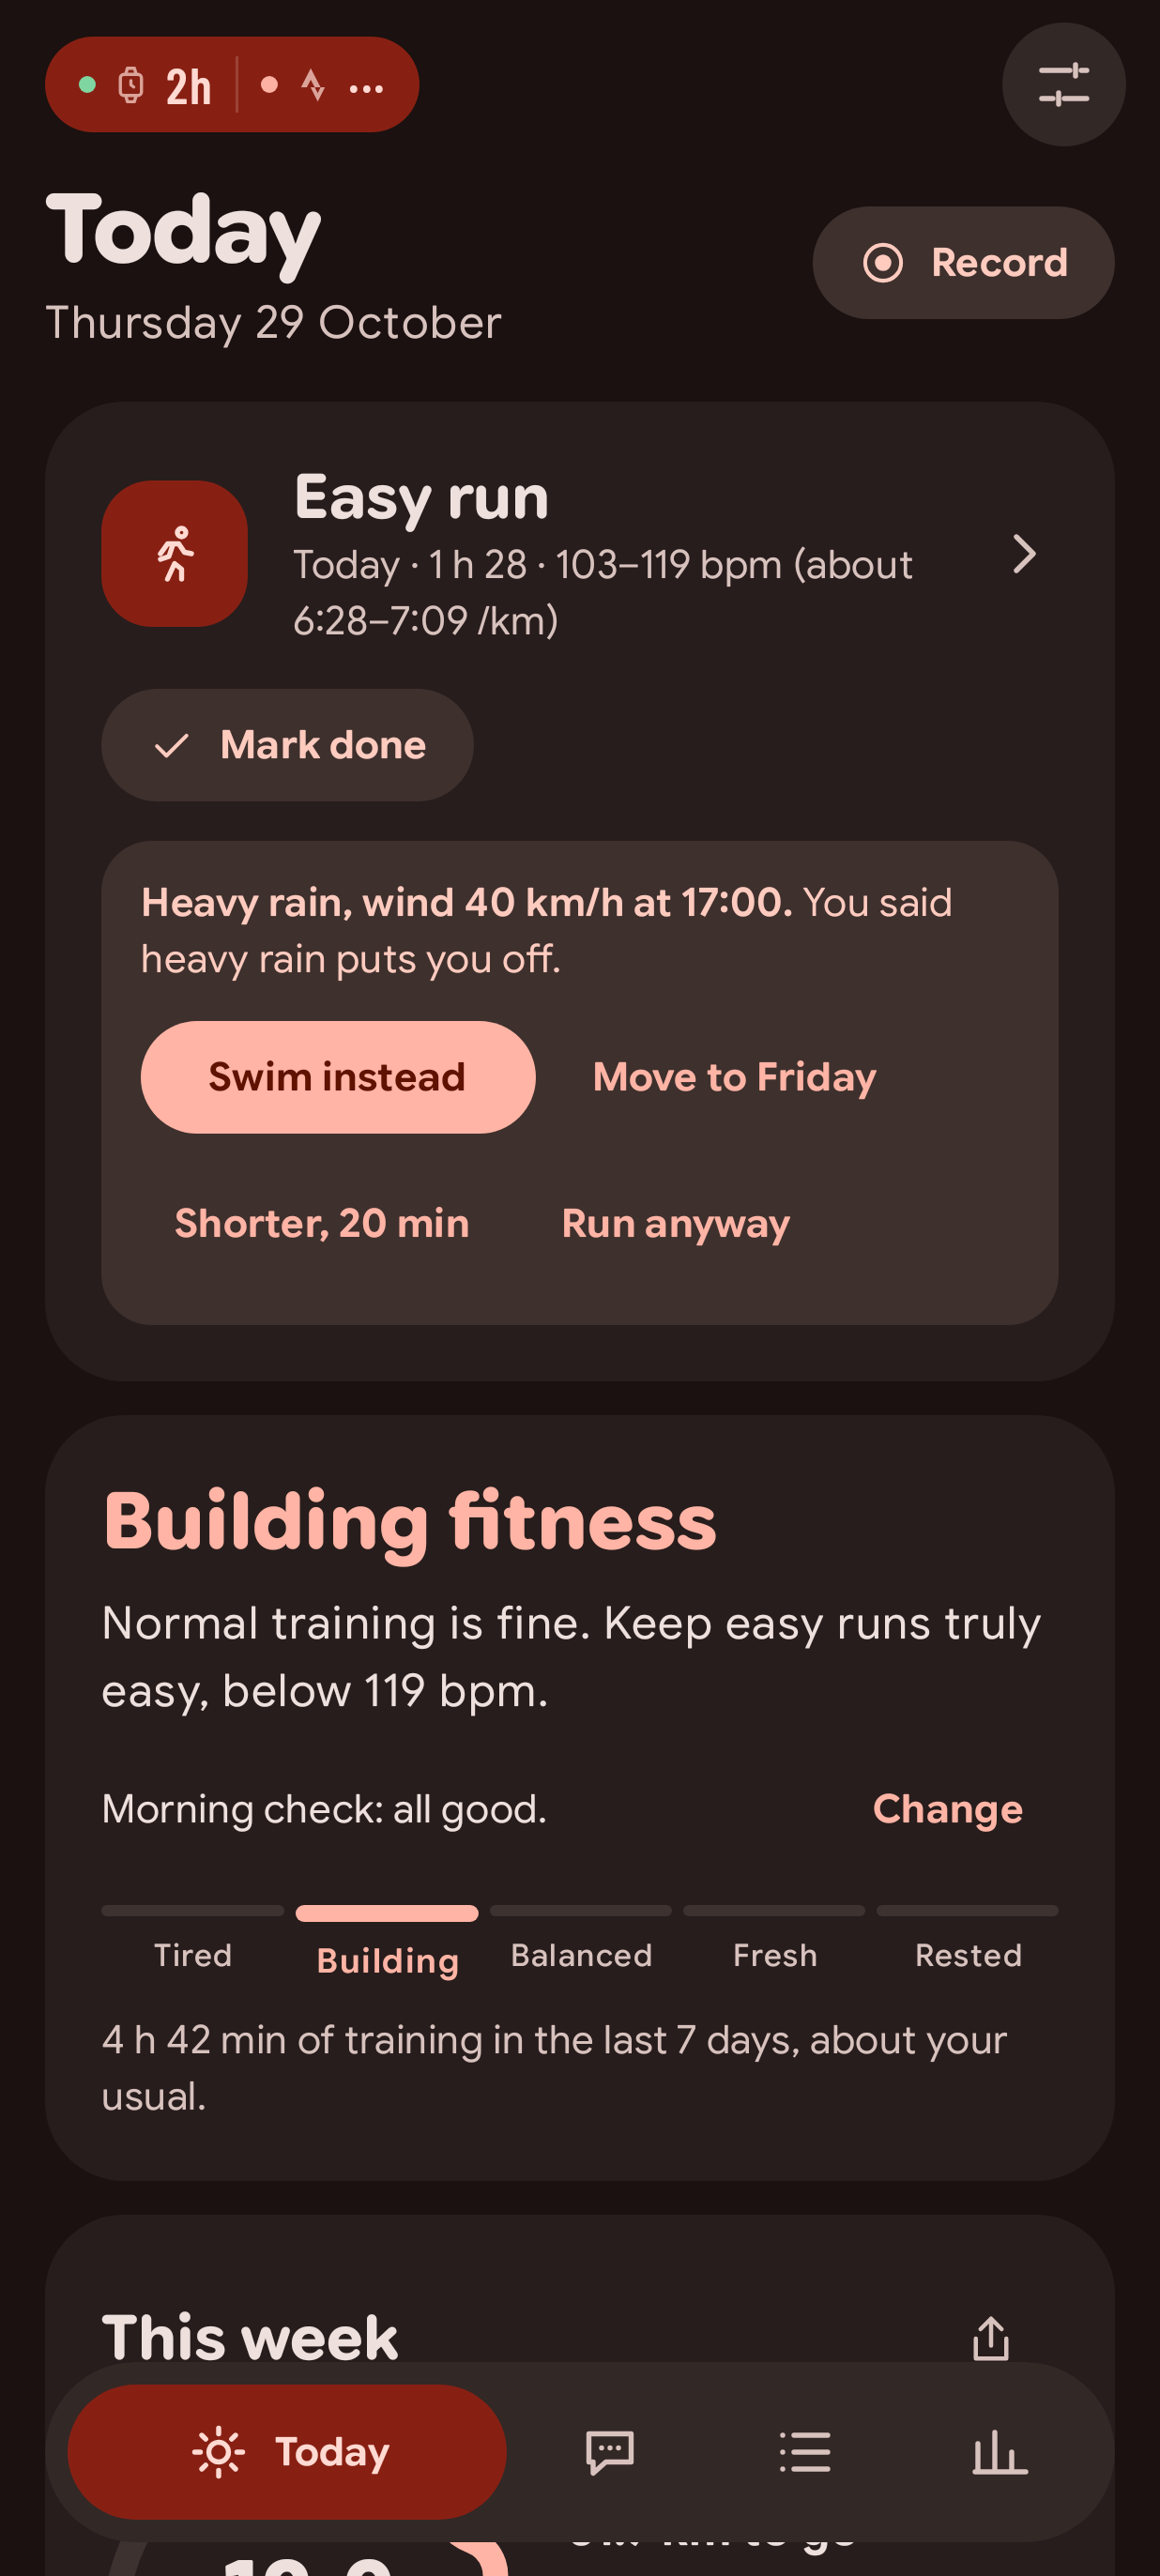 2h ...
Today
Record
Thursday 29 October
Easy run
Today · 1 h 28 · 103–119 bpm (about
6:28–7:09 /km)
Mark done
Heavy rain, wind 40 km/h at 17:00. You said
heavy rain puts you off.
Swim instead
Move to Friday
Shorter, 20 min
Run anyway
Building fitness
Normal training is fine. Keep easy runs truly
easy, below 119 bpm.
Morning check: all good.
Change
Tired
Building
Balanced
Fresh
Rested
4 h 42 min of training in the last 7 days, about your
usual.
This week
Today
km to go